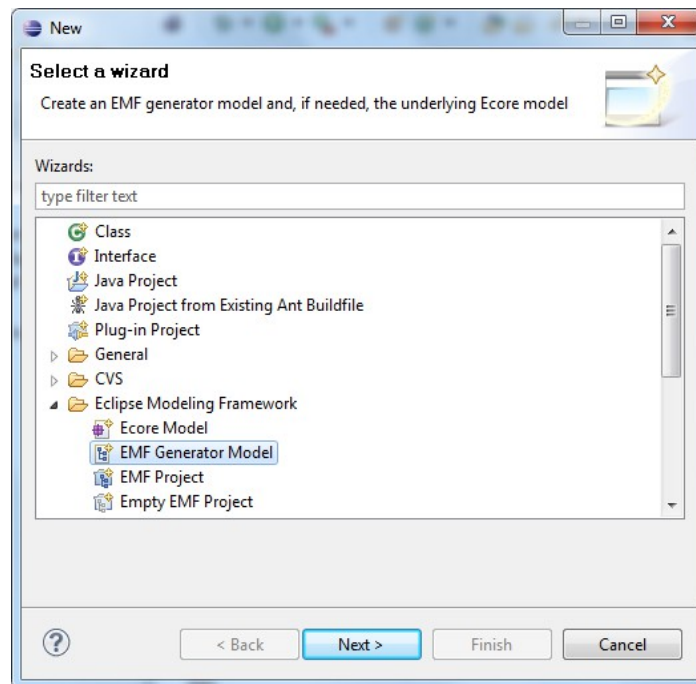 New
Select a wizard
Create an EMF generator model and, if needed, the underlying Ecore model
Wizards:
type filter text
Class
Interface
Java Project
Java Project from Existing Ant Buildfile
Plug-in Project
General
CVS
Eclipse Modeling Framework
Ecore Model
EMF Generator Model
EMF Project
Empty EMF Project
< Back Next > Finish Cancel